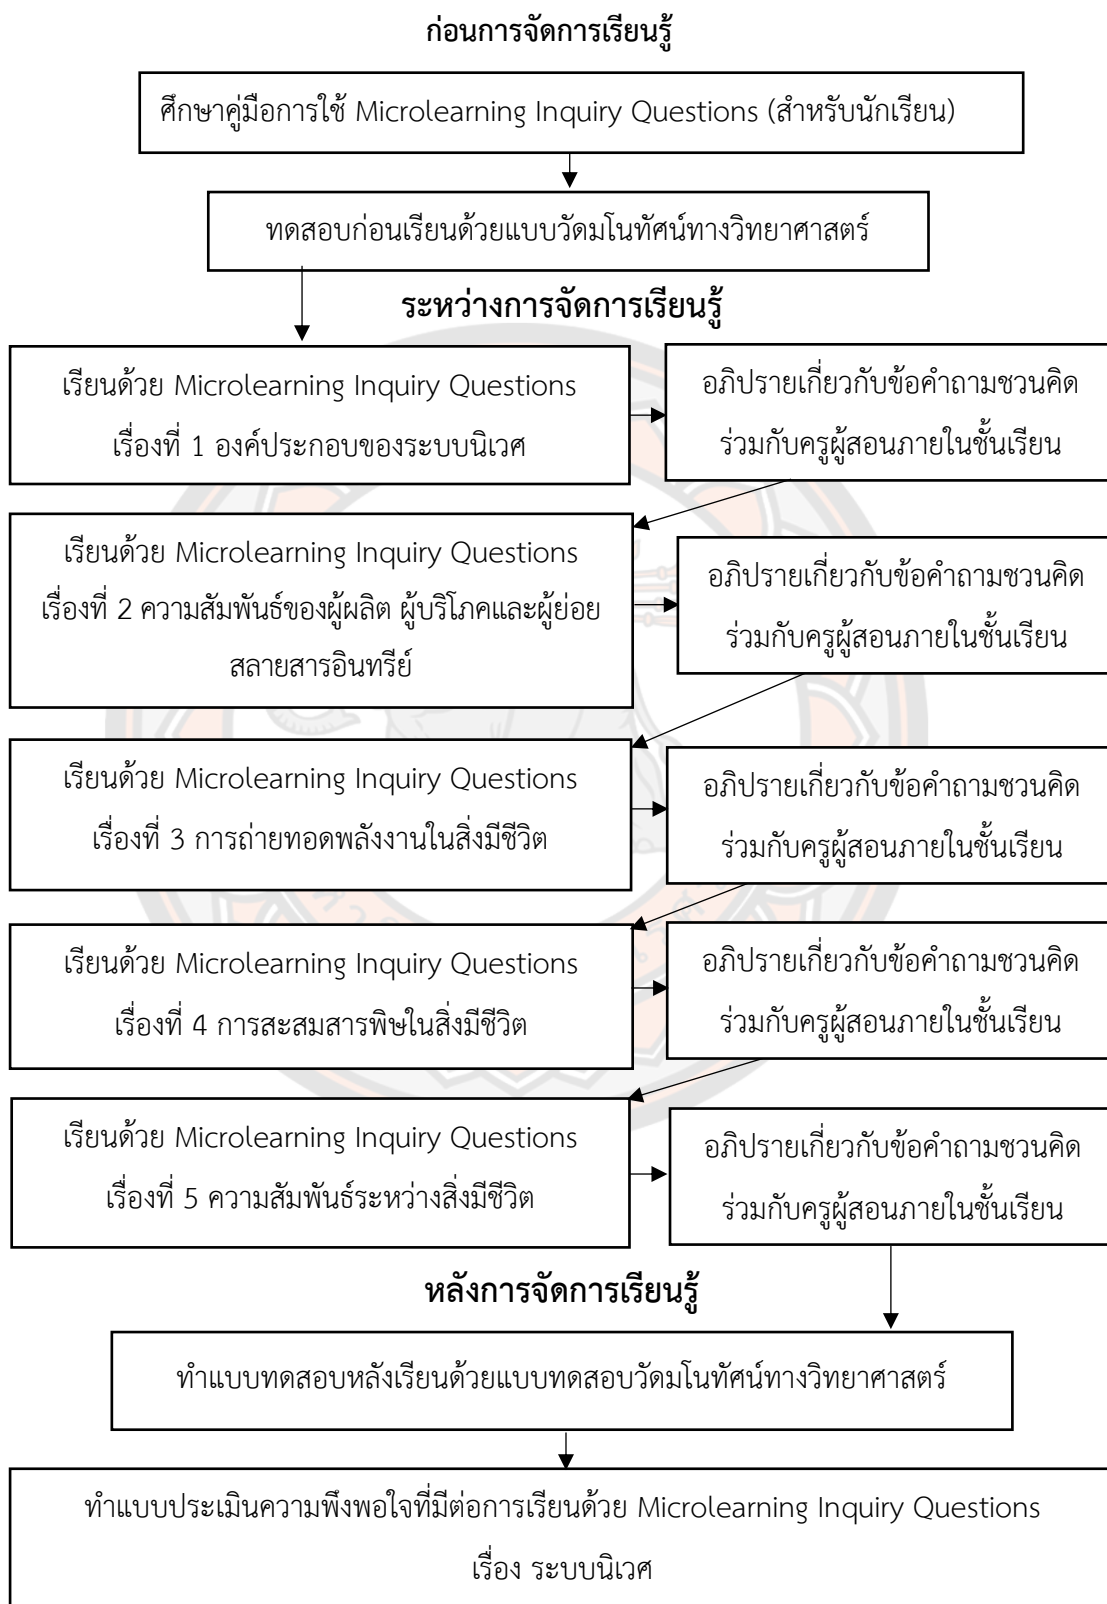 ก่อนการจัดการเรียนรู้
ศึกษาคู่มือการใช้ Microlearning Inquiry Questions (สำหรับนักเรียน)
ทดสอบก่อนเรียนด้วยแบบวัดมโนทัศน์ทางวิทยาศาสตร์
ระหว่างการจัดการเรียนรู้
เรียนด้วย Microlearning Inquiry Questions
เรื่องที่ 1 องค์ประกอบของระบบนิเวศ
อภิปรายเกี่ยวกับข้อคำถามชวนคิด
ร่วมกับครูผู้สอนภายในชั้นเรียน
เรียนด้วย Microlearning Inquiry Questions
เรื่องที่ 2 ความสัมพันธ์ของผู้ผลิต ผู้บริโภคและผู้ย่อย
สลายสารอินทรีย์
อภิปรายเกี่ยวกับข้อคำถามชวนคิด
ร่วมกับครูผู้สอนภายในชั้นเรียน
เรียนด้วย Microlearning Inquiry Questions
เรื่องที่ 3 การถ่ายทอดพลังงานในสิ่งมีชีวิต
อภิปรายเกี่ยวกับข้อคำถามชวนคิด
ร่วมกับครูผู้สอนภายในชั้นเรียน
เรียนด้วย Microlearning Inquiry Questions
เรื่องที่ 4 การสะสมสารพิษในสิ่งมีชีวิต
อภิปรายเกี่ยวกับข้อคำถามชวนคิด
ร่วมกับครูผู้สอนภายในชั้นเรียน
เรียนด้วย Microlearning Inquiry Questions
เรื่องที่ 5 ความสัมพันธ์ระหว่างสิ่งมีชีวิต
อภิปรายเกี่ยวกับข้อคำถามชวนคิด
ร่วมกับครูผู้สอนภายในชั้นเรียน
หลังการจัดการเรียนรู้
ทำแบบทดสอบหลังเรียนด้วยแบบทดสอบวัดมโนทัศน์ทางวิทยาศาสตร์
ทำแบบประเมินความพึงพอใจที่มีต่อการเรียนด้วย Microlearning Inquiry Questions
เรื่อง ระบบนิเวศ